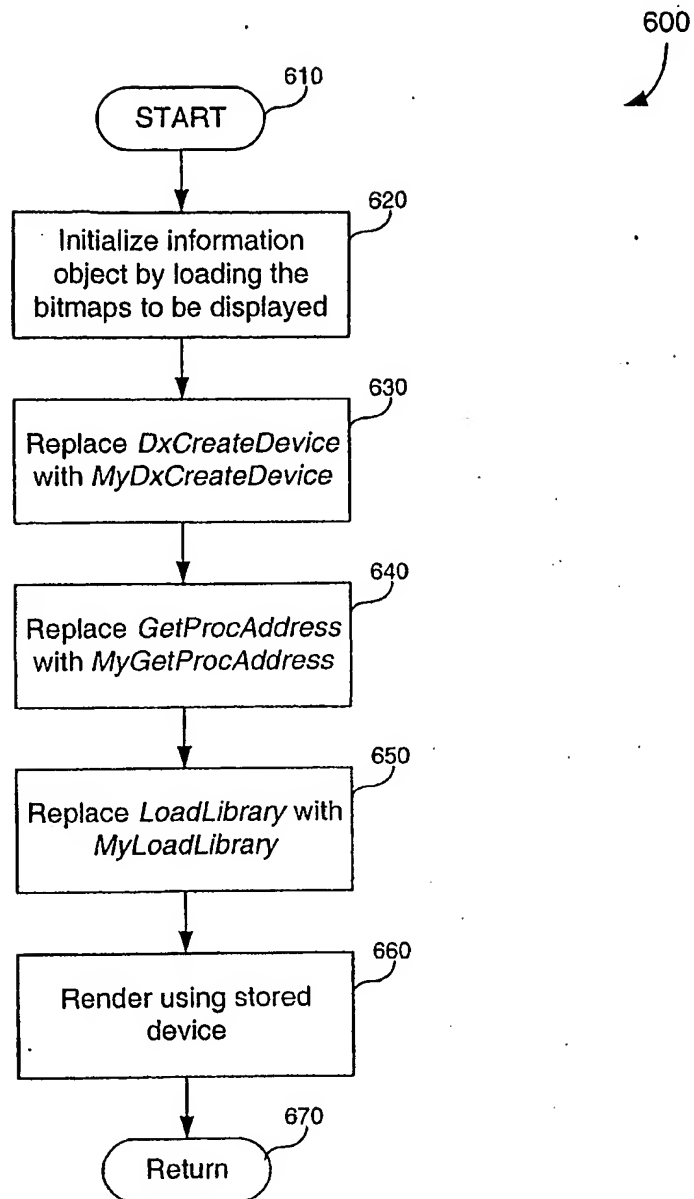 600
610
START
620
Initialize information
object by loading the
bitmaps to be displayed
630
Replace DxCreateDevice
with MyDxCreateDevice
640
Replace GetProcAddress
with MyGetProcAddress
650
Replace LoadLibrary with
MyLoadLibrary
660
Render using stored
device
670
Return